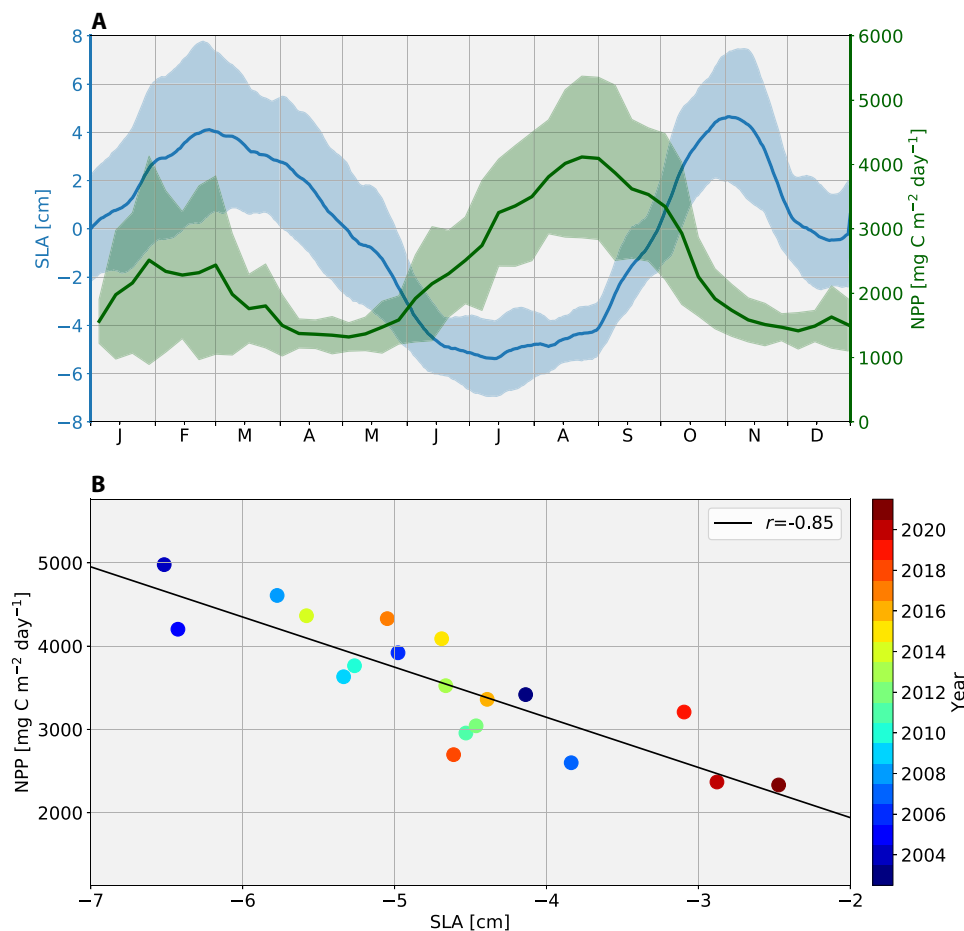 A
8
6
4
2
0
−2
−4
−6
−8
SLA [cm]
6000
5000
4000
3000
2000
1000
0
NPP [mg C m⁻² day⁻¹]
J F M A M J J A S O N D
B
r=-0.85
5000
4000
3000
2000
NPP [mg C m⁻² day⁻¹]
−7 −6 −5 −4 −3 −2
SLA [cm]
2020
2018
2016
2014
2012
2010
2008
2006
2004
Year